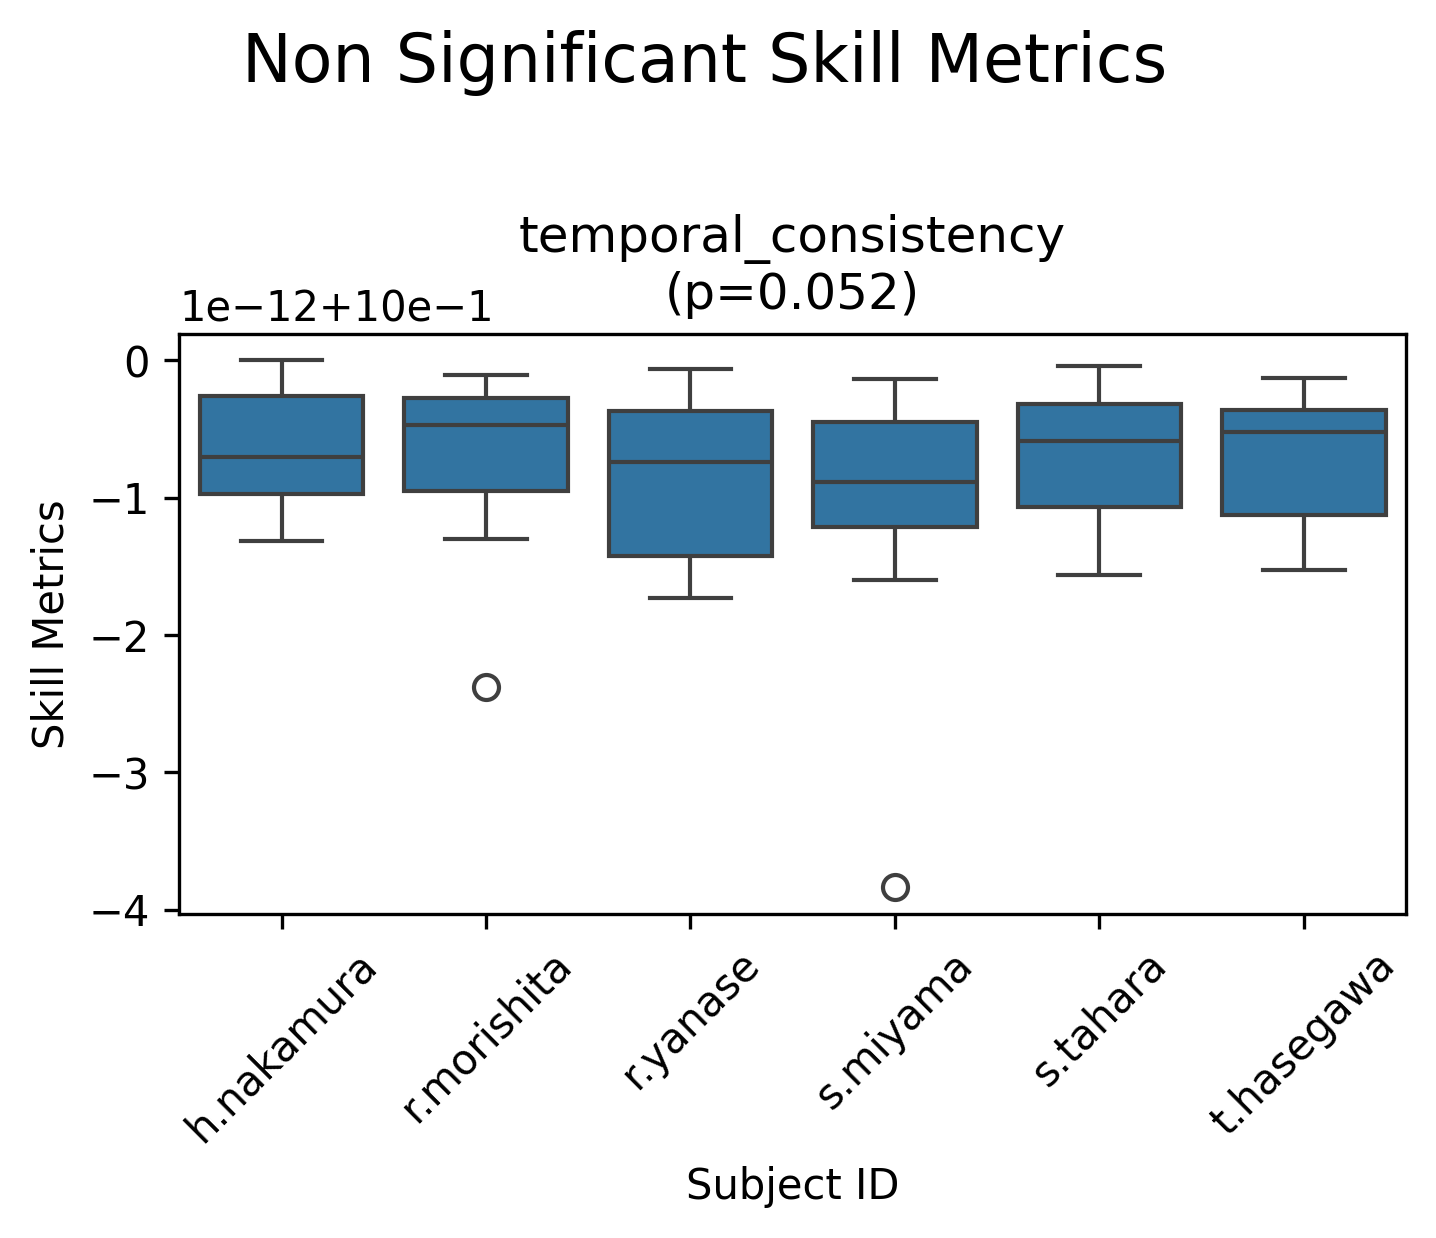 Non Significant Skill Metrics
temporal_consistency
(p=0.052)
1e−12+10e−1
0
−1
−2
−3
−4
Skill Metrics
h.nakamura
r.morishita
r.yanase
s.miyama
s.tahara
t.hasegawa
Subject ID